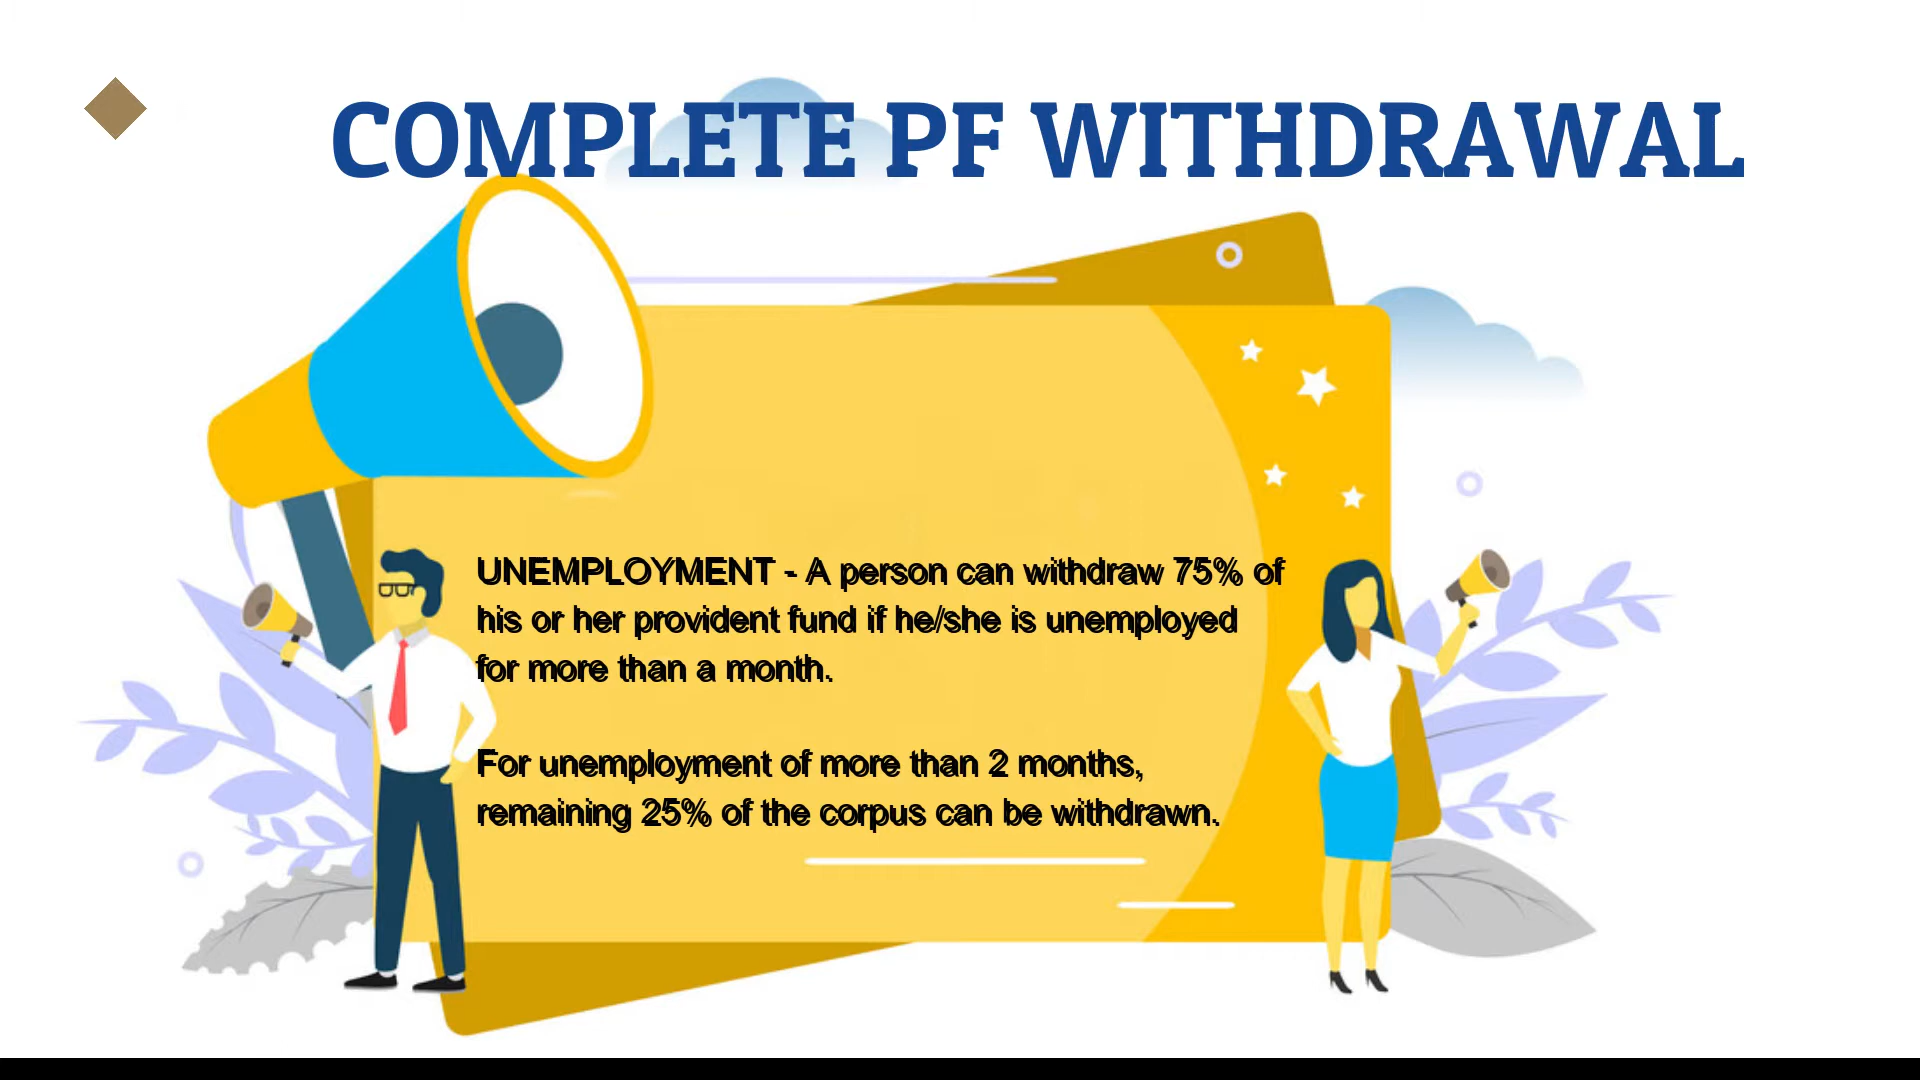 COMPLETE PF WITHDRAWAL
UNEMPLOYMENT - A person can withdraw 75% of
his or her provident fund if he/she is unemployed
for more than a month.
For unemployment of more than 2 months,
remaining 25% of the corpus can be withdrawn.